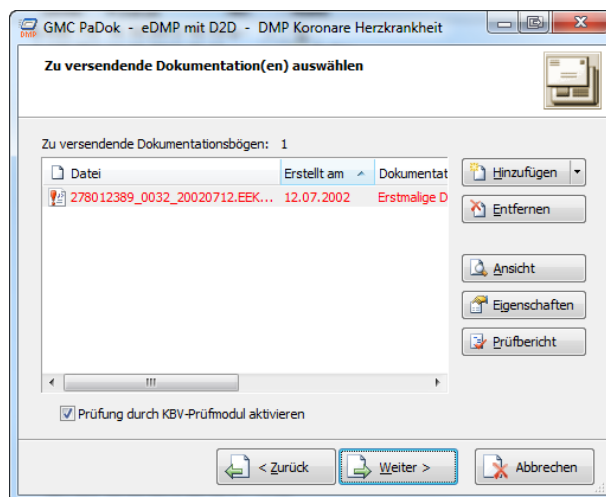 GMC PaDok - eDMP mit D2D - DMP Koronare Herzkrankheit
DMP
Zu versendende Dokumentation(en) auswählen
Zu versendende Dokumentationsbögen: 1
Datei Erstellt am Dokumentat
278012389_0032_20020712.EEK... 12.07.2002 Erstmalige D
Hinzufügen
Entfernen
Ansicht
Eigenschaften
Prüfbericht
Prüfung durch KBV-Prüfmodul aktivieren
< Zurück Weiter > Abbrechen